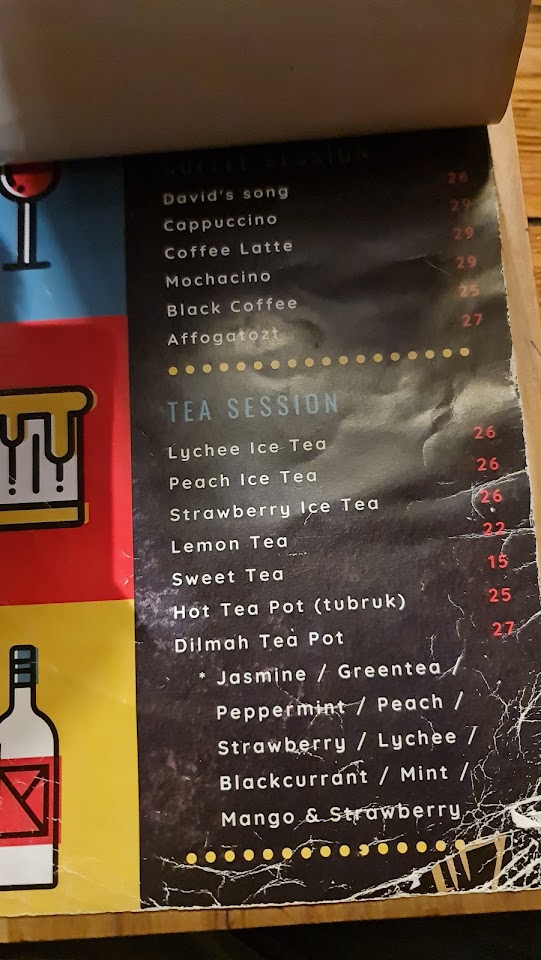 COFFEE SESSION
David's song 26
Cappuccino 29
Coffee Latte 29
Mochacino 29
Black Coffee 25
Affogatozt 27
TEA SESSION
Lychee Ice Tea 26
Peach Ice Tea 26
Strawberry Ice Tea 26
Lemon Tea 22
Sweet Tea 15
Hot Tea Pot (tubruk) 25
Dilmah Tea Pot 27
* Jasmine / Greentea /
Peppermint / Peach /
Strawberry / Lychee /
Blackcurrant / Mint /
Mango & Strawberry